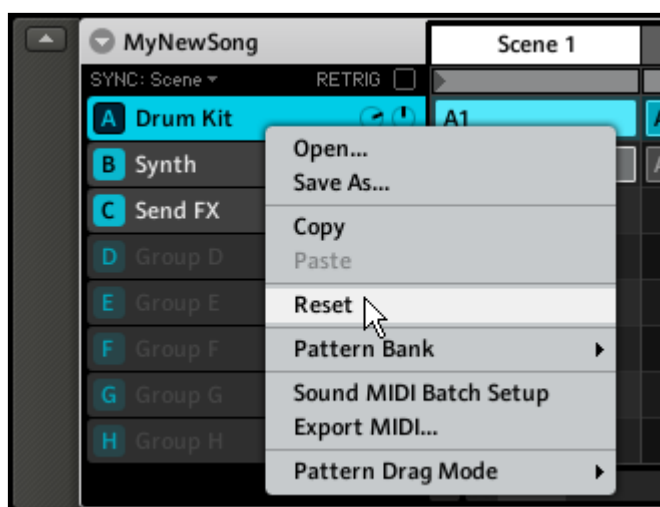 MyNewSong
Scene 1
SYNC: Scene
RETRIG
A Drum Kit
A1
B Synth
C Send FX
D Group D
E Group E
F Group F
G Group G
H Group H
Open...
Save As...
Copy
Paste
Reset
Pattern Bank
Sound MIDI Batch Setup
Export MIDI...
Pattern Drag Mode